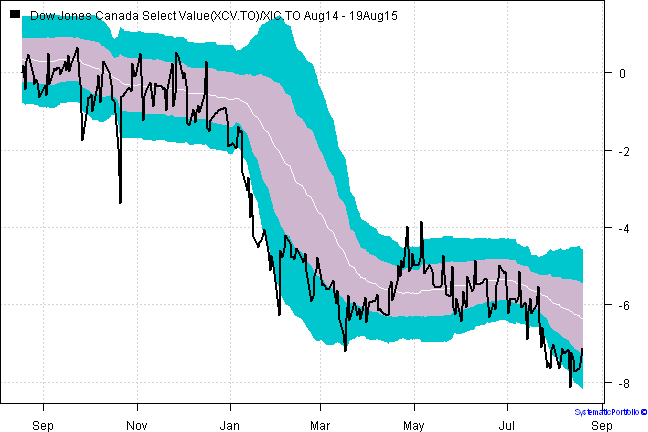 Dow Jones Canada Select Value(XCV.TO)/XIC.TO Aug14 - 19Aug15
0
-2
-4
-6
-8
Sep Nov Jan Mar May Jul Sep
SystematicPortfolio ©